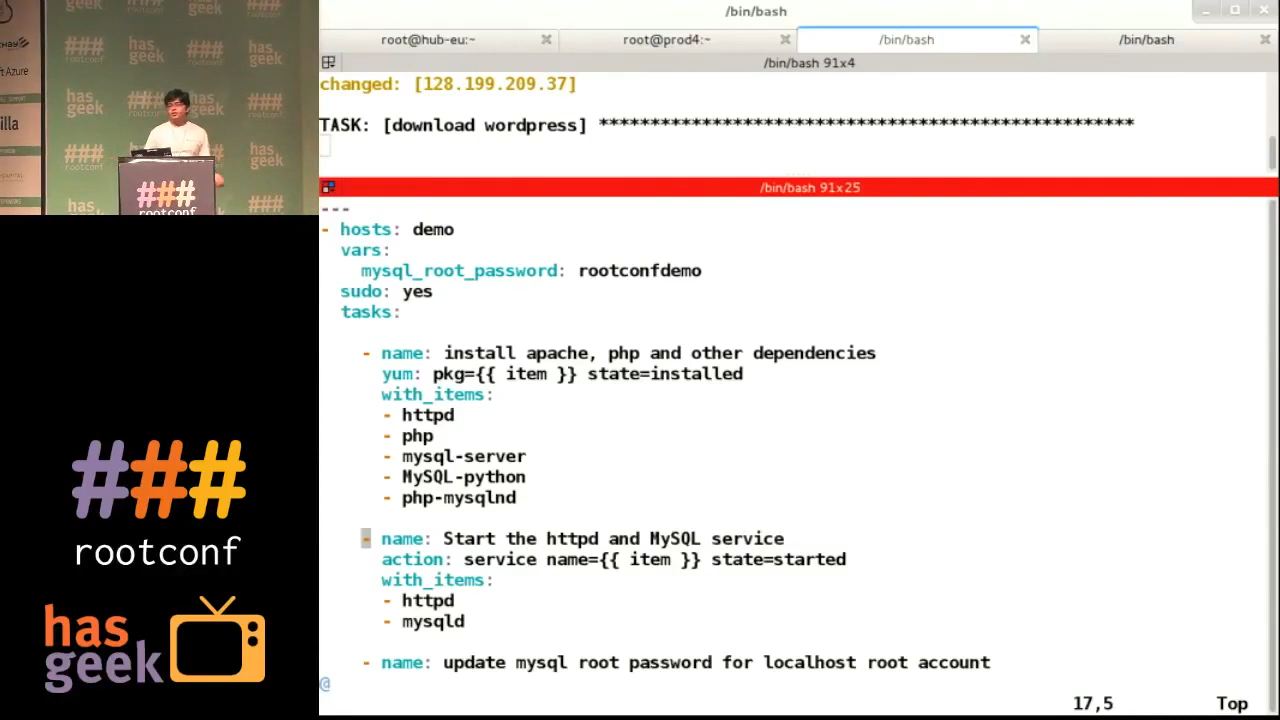 /bin/bash
root@hub-eu:~ root@prod4:~ /bin/bash /bin/bash
/bin/bash 91x4
changed: [128.199.209.37]
TASK: [download wordpress] ****************************************************
/bin/bash 91x25
---
- hosts: demo
vars:
mysql_root_password: rootconfdemo
sudo: yes
tasks:
- name: install apache, php and other dependencies
yum: pkg={{ item }} state=installed
with_items:
- httpd
- php
- mysql-server
- MySQL-python
- php-mysqlnd
- name: Start the httpd and MySQL service
action: service name={{ item }} state=started
with_items:
- httpd
- mysqld
- name: update mysql root password for localhost root account
@
17,5 Top
has
geek
###
rootconf
###
rootconf
###
rootconf
has
geek